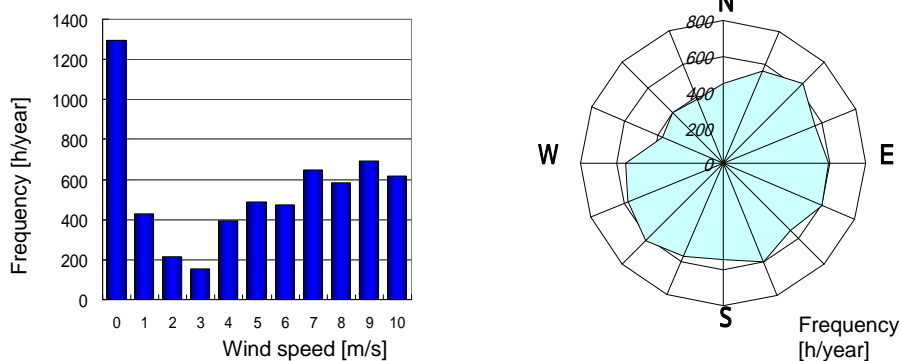 1400
1200
1000
800
600
400
200
0
Frequency [h/year]
0 1 2 3 4 5 6 7 8 9 10
Wind speed [m/s]
N
800
600
400
200
0
W
E
S
Frequency
[h/year]